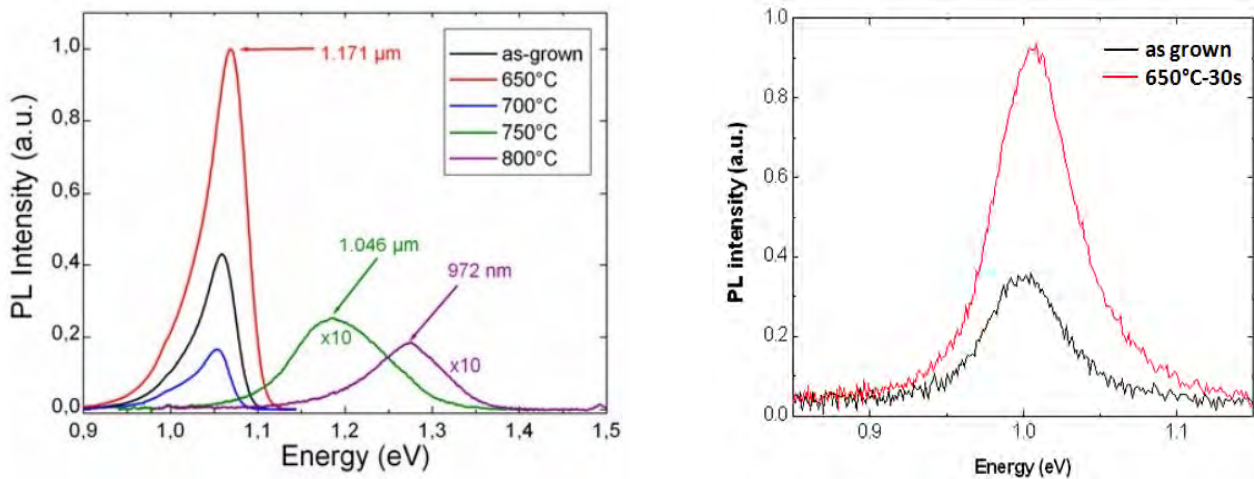 PL Intensity (a.u.)
1,0
0,8
0,6
0,4
0,2
0,0
0,9
1,0
1,1
1,2
1,3
1,4
1,5
Energy (eV)
1.171 µm
as-grown
650°C
700°C
750°C
800°C
1.046 µm
x10
972 nm
x10
PL intensity (a.u.)
1.0
0.8
0.6
0.4
0.2
0.0
0.9
1.0
1.1
Energy (eV)
as grown
650°C-30s